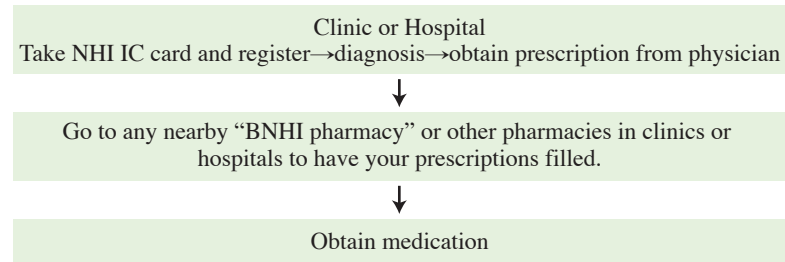 Clinic or Hospital
Take NHI IC card and register→diagnosis→obtain prescription from physician
Go to any nearby “BNHI pharmacy” or other pharmacies in clinics or
hospitals to have your prescriptions filled.
Obtain medication